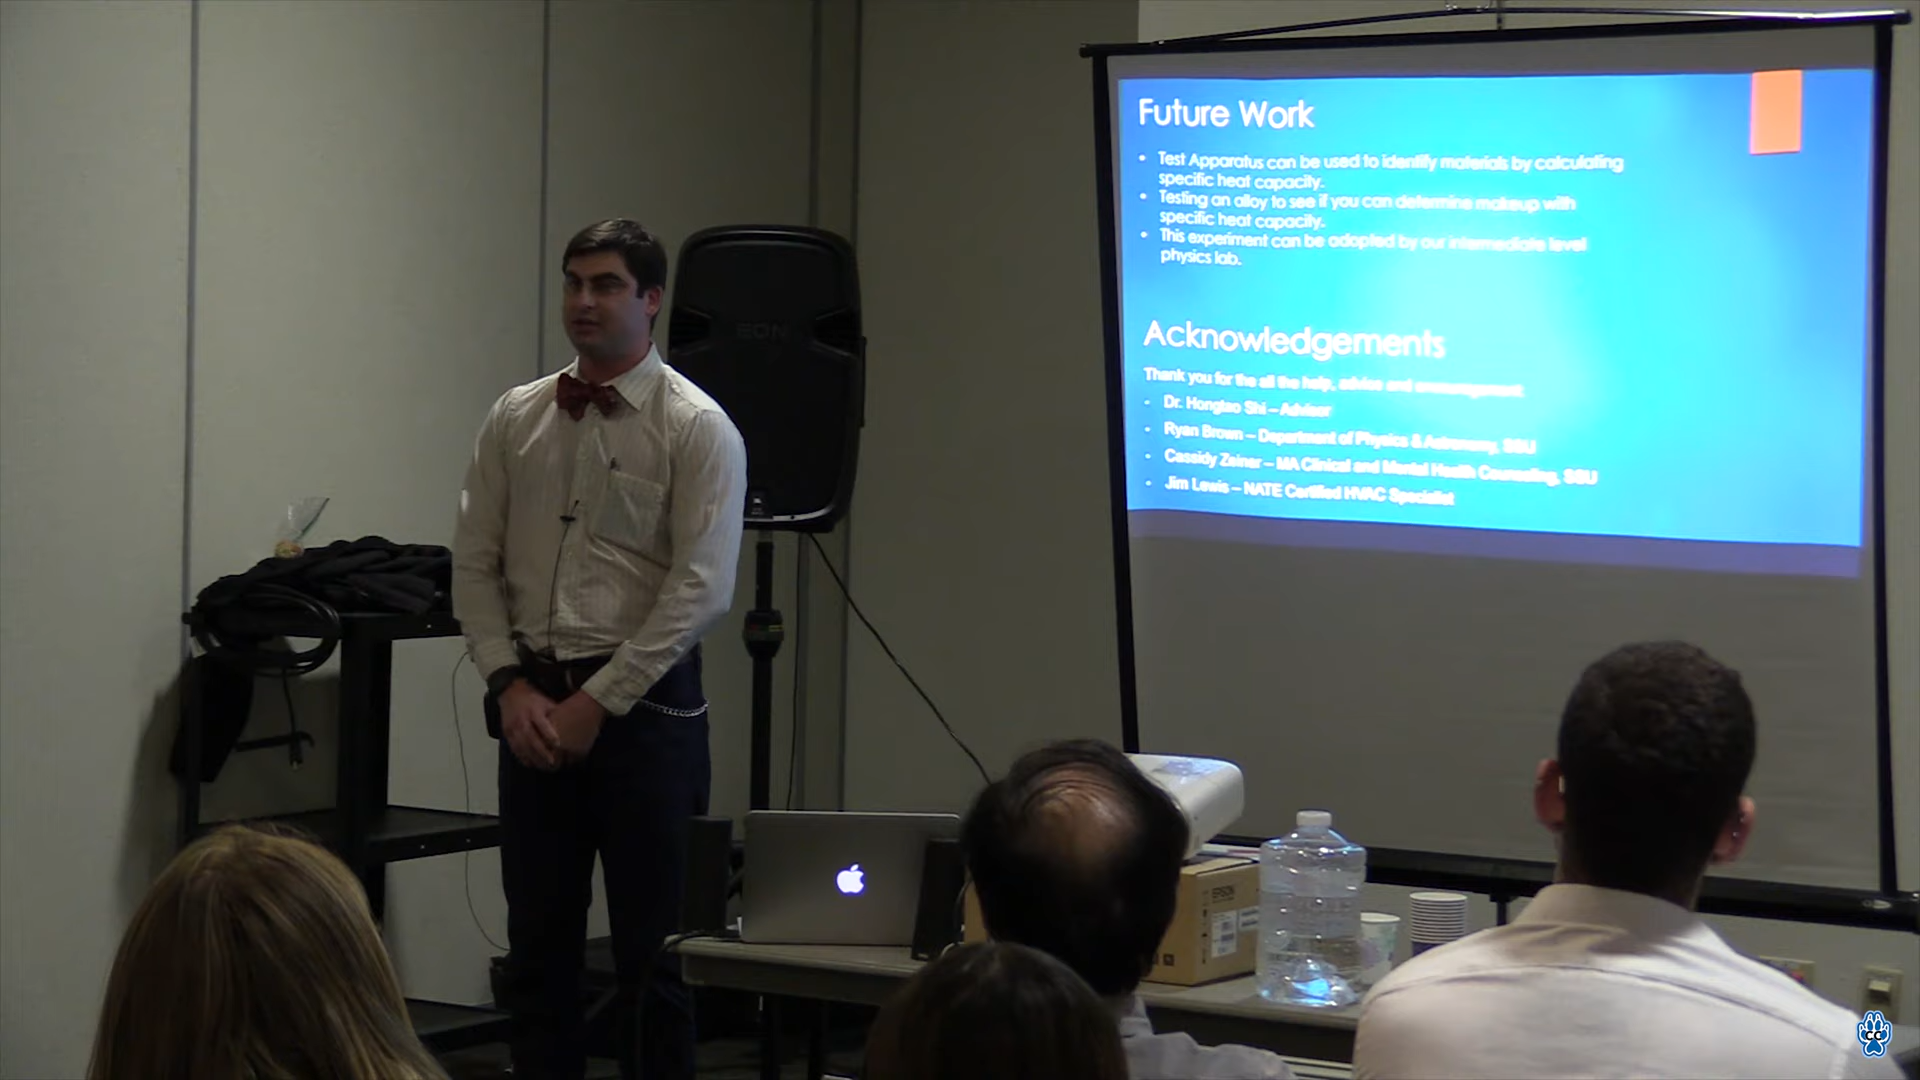 EON
Future Work
• Test Apparatus can be used to identify materials by calculating
specific heat capacity.
• Testing an alloy to see if you can determine makeup with
specific heat capacity.
• This experiment can be adopted by our intermediate level
physics lab.
Acknowledgements
Thank you for the all the help, advice and encouragement
- Dr. Hongtao Shi – Advisor
- Ryan Brown – Department of Physics & Astronomy, SSU
- Cassidy Zeiner – MA Clinical and Mental Health Counseling, SSU
- Jim Lewis – NATE Certified HVAC Specialist
EPSON
CC